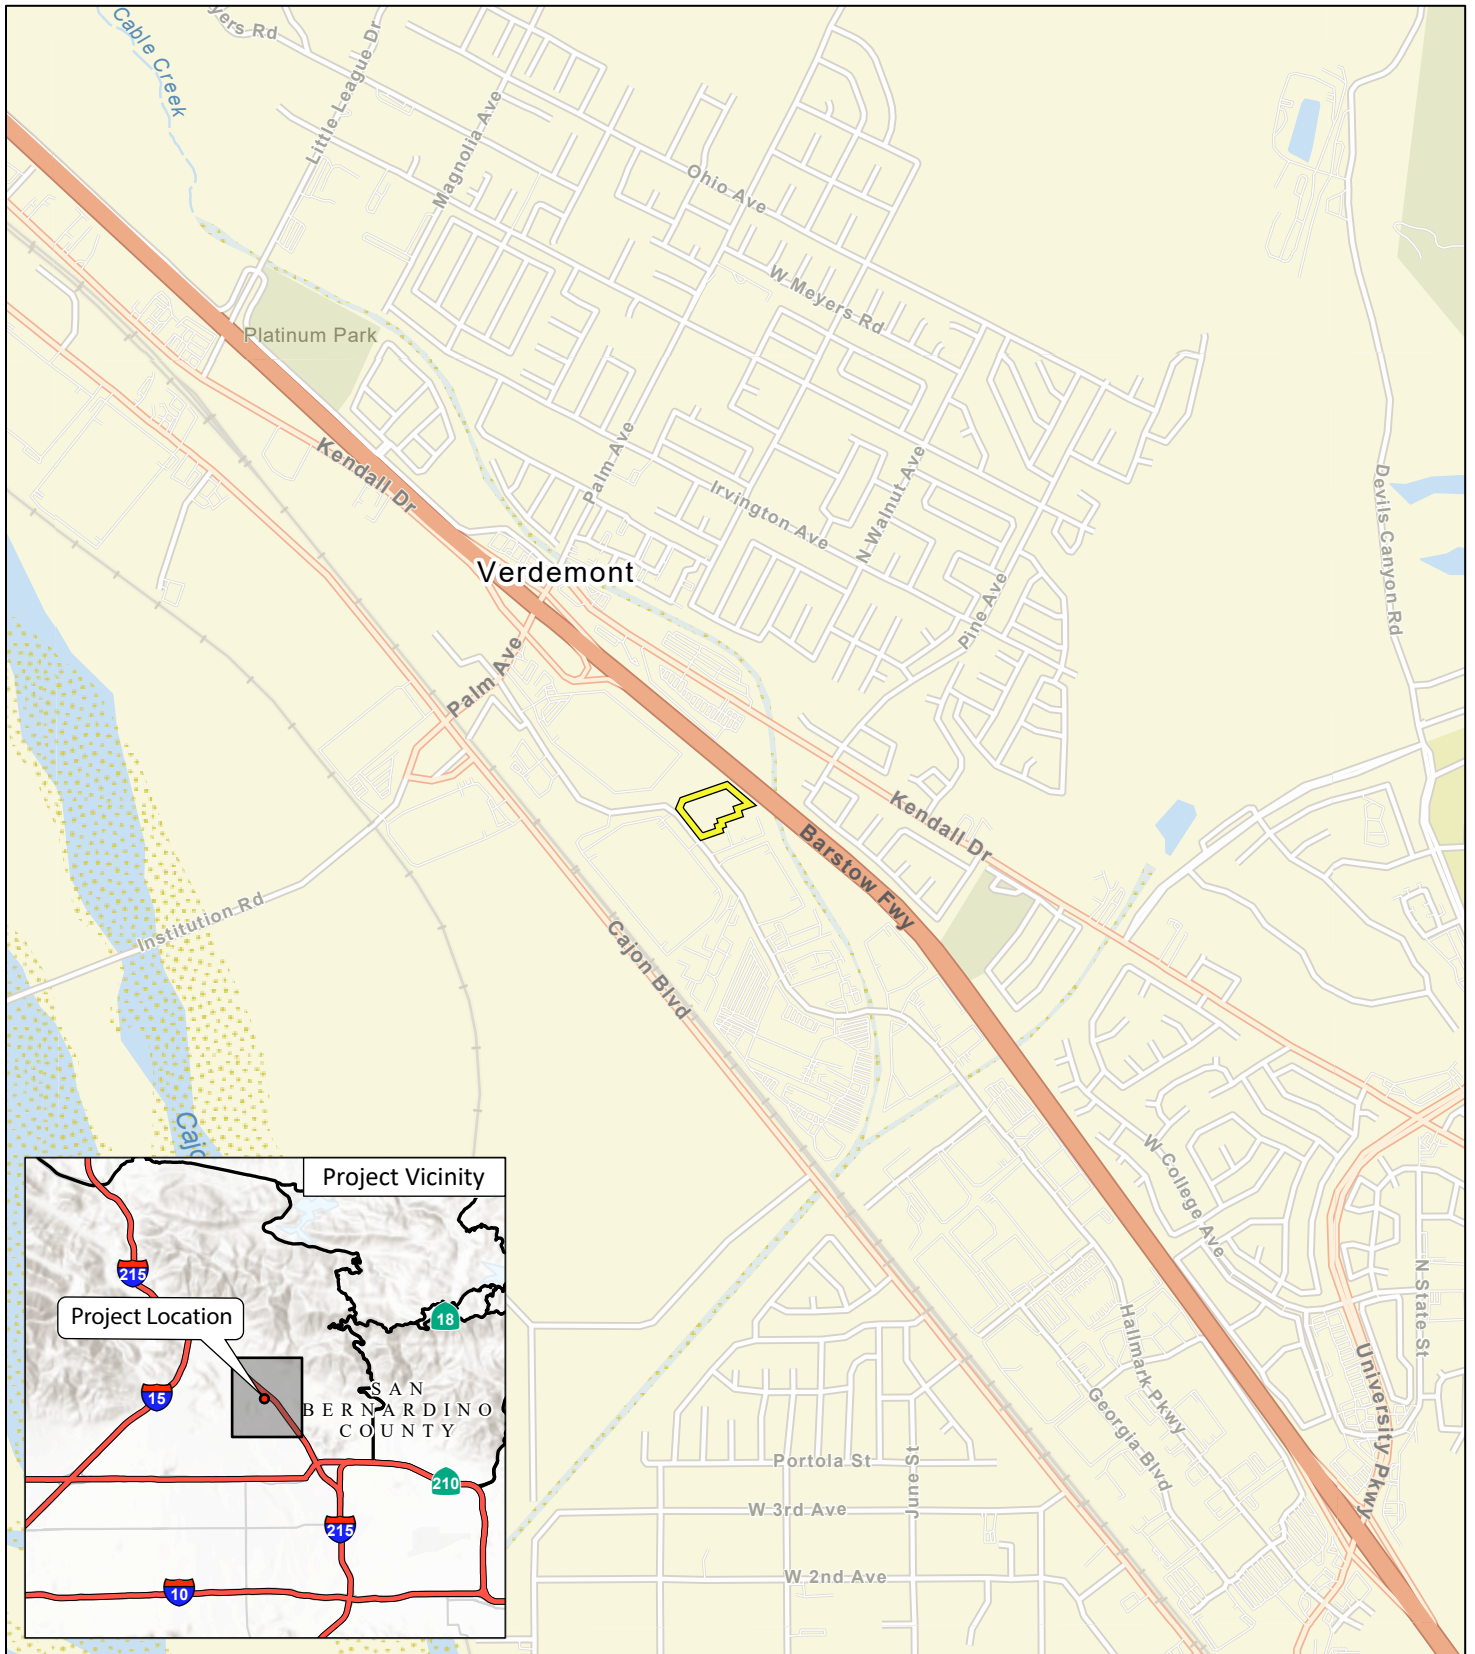 Cable Creek
yers Rd
Little League Dr
Magnolia Ave
Ohio Ave
W Meyers Rd
Platinum Park
Kendall Dr
Palm Ave
Irvington Ave
N Walnut Ave
Devils Canyon Rd
Verdemont
Pine Ave
Palm Ave
Kendall Dr
Barstow Fwy
Institution Rd
Cajon Blvd
Cajo
W College Ave
N State St
Hallmark Pkwy
University Pkwy
Georgia Blvd
June St
Portola St
W 3rd Ave
W 2nd Ave
Project Vicinity
215
Project Location
18
15
SAN
BERNARDINO
COUNTY
210
215
10